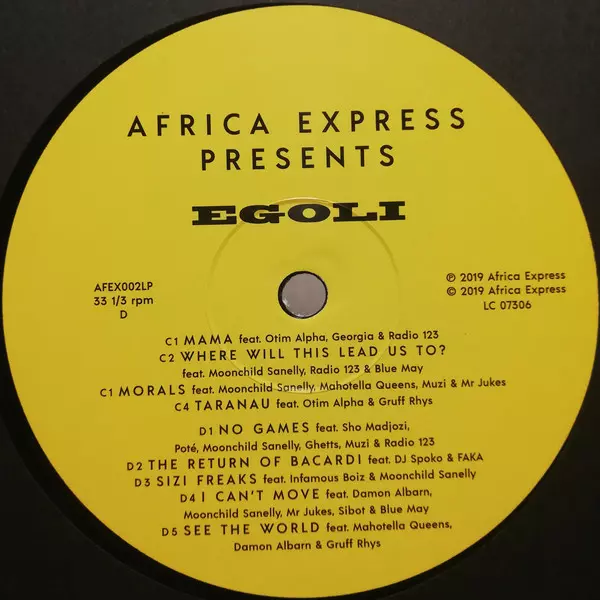 AFRICA EXPRESS
PRESENTS
EGOLI
AFEX002LP
33 1/3 rpm
D
℗ 2019 Africa Express
© 2019 Africa Express
LC 07306
C1 MAMA feat. Otim Alpha, Georgia & Radio 123
C2 WHERE WILL THIS LEAD US TO?
feat. Moonchild Sanelly, Radio 123 & Blue May
C1 MORALS feat. Moonchild Sanelly, Mahotella Queens, Muzi & Mr Jukes
C4 TARANAU feat. Otim Alpha & Gruff Rhys
D1 NO GAMES feat. Sho Madjozi,
Poté, Moonchild Sanelly, Ghetts, Muzi & Radio 123
D2 THE RETURN OF BACARDI feat. DJ Spoko & FAKA
D3 SIZI FREAKS feat. Infamous Boiz & Moonchild Sanelly
D4 I CAN'T MOVE feat. Damon Albarn,
Moonchild Sanelly, Mr Jukes, Sibot & Blue May
D5 SEE THE WORLD feat. Mahotella Queens,
Damon Albarn & Gruff Rhys